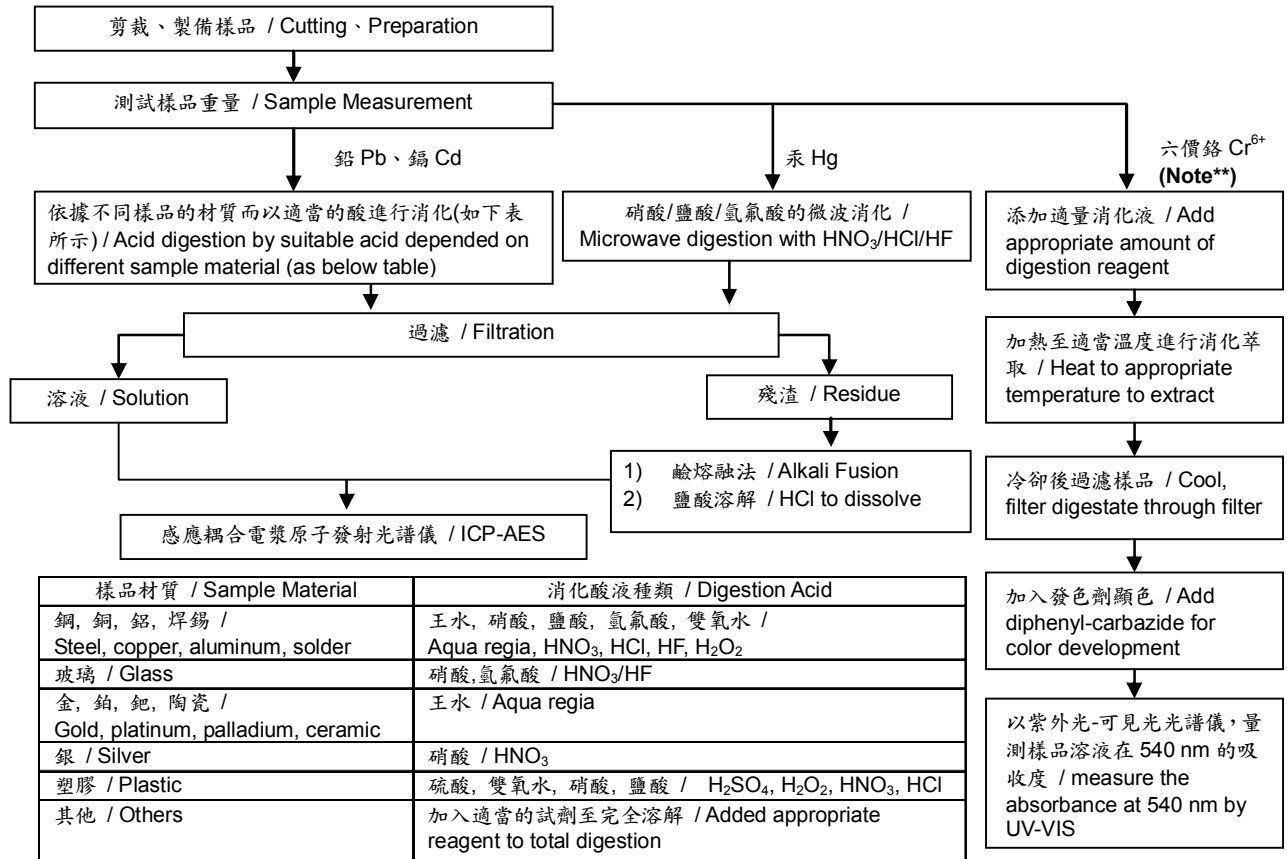 剪裁、製備樣品 / Cutting、Preparation
測試樣品重量 / Sample Measurement
鉛 Pb、鎘 Cd
汞 Hg
六價鉻 Cr⁶⁺
(Note**)
依據不同樣品的材質而以適當的酸進行消化(如下表
所示) / Acid digestion by suitable acid depended on
different sample material (as below table)
硝酸/鹽酸/氫氟酸的微波消化 /
Microwave digestion with HNO₃/HCl/HF
添加適量消化液 / Add
appropriate amount of
digestion reagent
過濾 / Filtration
加熱至適當溫度進行消化萃
取 / Heat to appropriate
temperature to extract
溶液 / Solution
殘渣 / Residue
1) 鹼熔融法 / Alkali Fusion
2) 鹽酸溶解 / HCl to dissolve
冷卻後過濾樣品 / Cool,
filter digestate through filter
感應耦合電漿原子發射光譜儀 / ICP-AES
加入發色劑顯色 / Add
diphenyl-carbazide for
color development
以紫外光-可見光光譜儀，量
測樣品溶液在 540 nm 的吸
收度 / measure the
absorbance at 540 nm by
UV-VIS
樣品材質 / Sample Material
消化酸液種類 / Digestion Acid
鋼, 銅, 鋁, 焊錫 /
Steel, copper, aluminum, solder
王水, 硝酸, 鹽酸, 氫氟酸, 雙氧水 /
Aqua regia, HNO₃, HCl, HF, H₂O₂
玻璃 / Glass
硝酸,氫氟酸 / HNO₃/HF
金, 鉑, 鈀, 陶瓷 /
Gold, platinum, palladium, ceramic
王水 / Aqua regia
銀 / Silver
硝酸 / HNO₃
塑膠 / Plastic
硫酸, 雙氧水, 硝酸, 鹽酸 / H₂SO₄, H₂O₂, HNO₃, HCl
其他 / Others
加入適當的試劑至完全溶解 / Added appropriate
reagent to total digestion